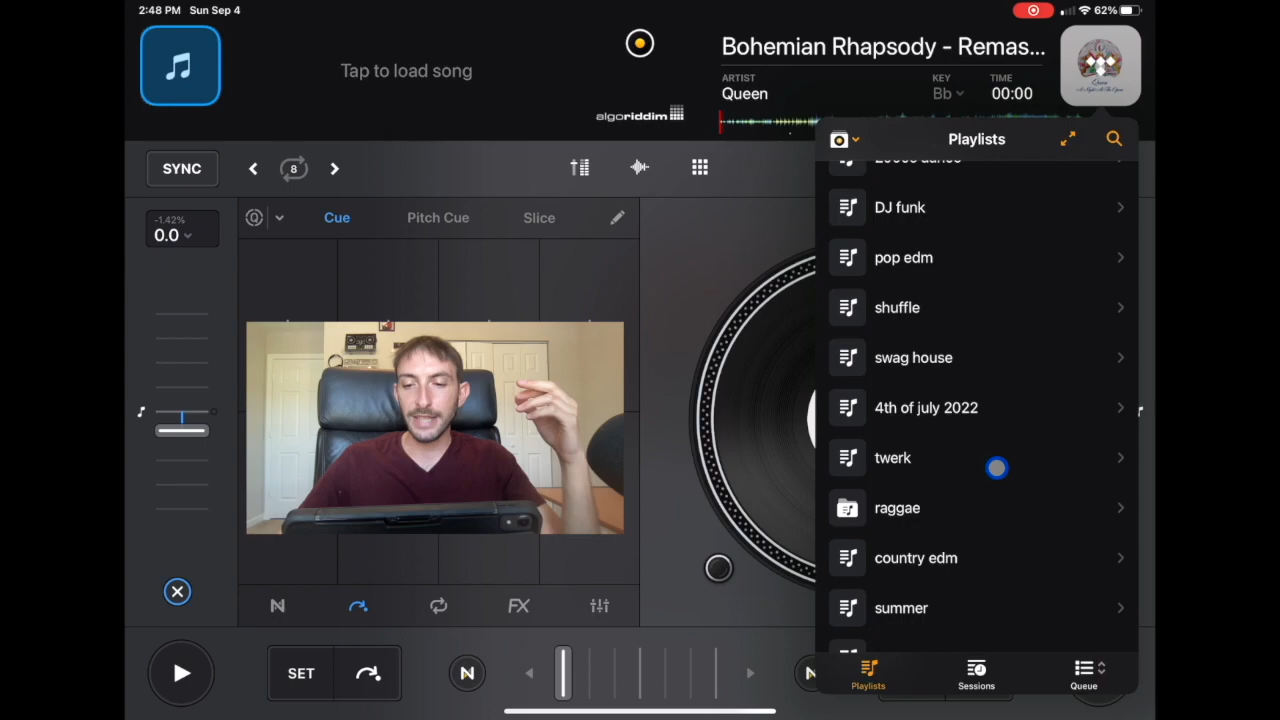 2:48 PM Sun Sep 4
62%
Tap to load song
algoriddim
Bohemian Rhapsody - Remas...
ARTIST
Queen
KEY
Bb
TIME
00:00
SYNC
8
-1.42%
0.0
Cue
Pitch Cue
Slice
Playlists
DJ funk
pop edm
shuffle
swag house
4th of july 2022
twerk
raggae
country edm
summer
FX
SET
Playlists
Sessions
Queue